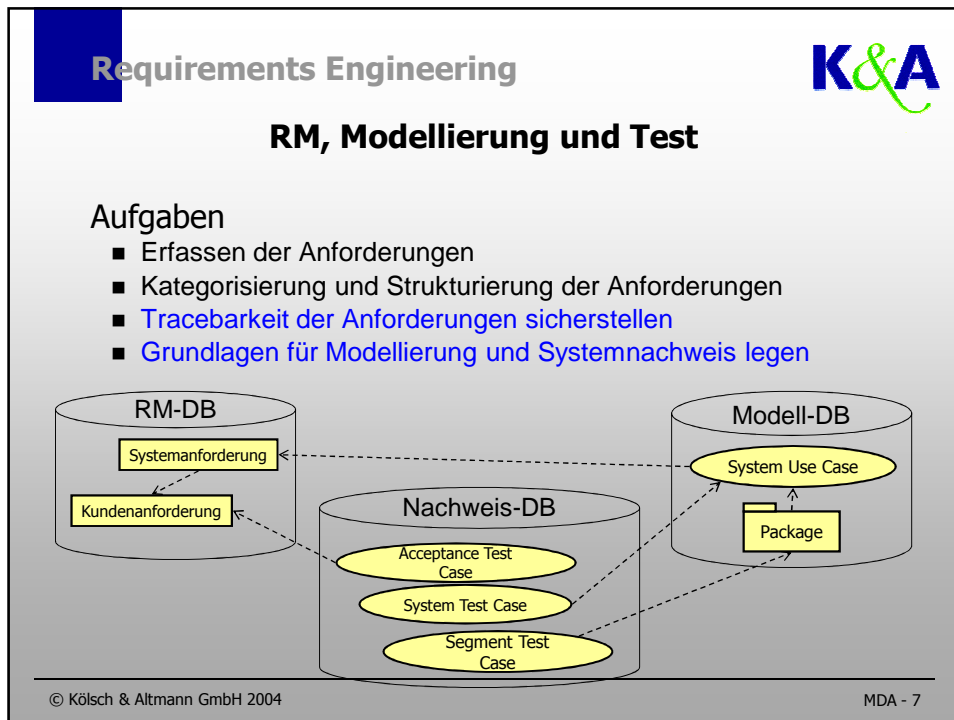 Requirements Engineering
K&A
RM, Modellierung und Test
Aufgaben
Erfassen der Anforderungen
Kategorisierung und Strukturierung der Anforderungen
Tracebarkeit der Anforderungen sicherstellen
Grundlagen für Modellierung und Systemnachweis legen
RM-DB
Systemanforderung
Kundenanforderung
Nachweis-DB
Acceptance Test
Case
System Test Case
Segment Test
Case
Modell-DB
System Use Case
Package
© Kölsch & Altmann GmbH 2004
MDA - 7